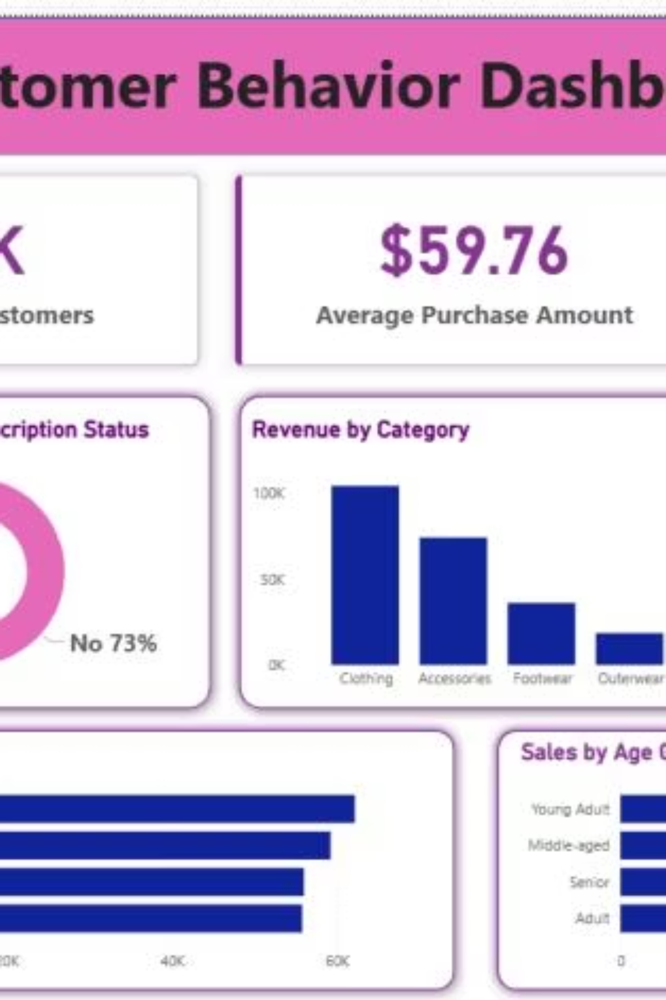 tomer Behavior Dashb
K
stomers
$59.76
Average Purchase Amount
cription Status
No 73%
Revenue by Category
100K
50K
0K
Clothing Accessories Footwear Outerwear
20K 40K 60K
Sales by Age G
Young Adult
Middle-aged
Senior
Adult
0